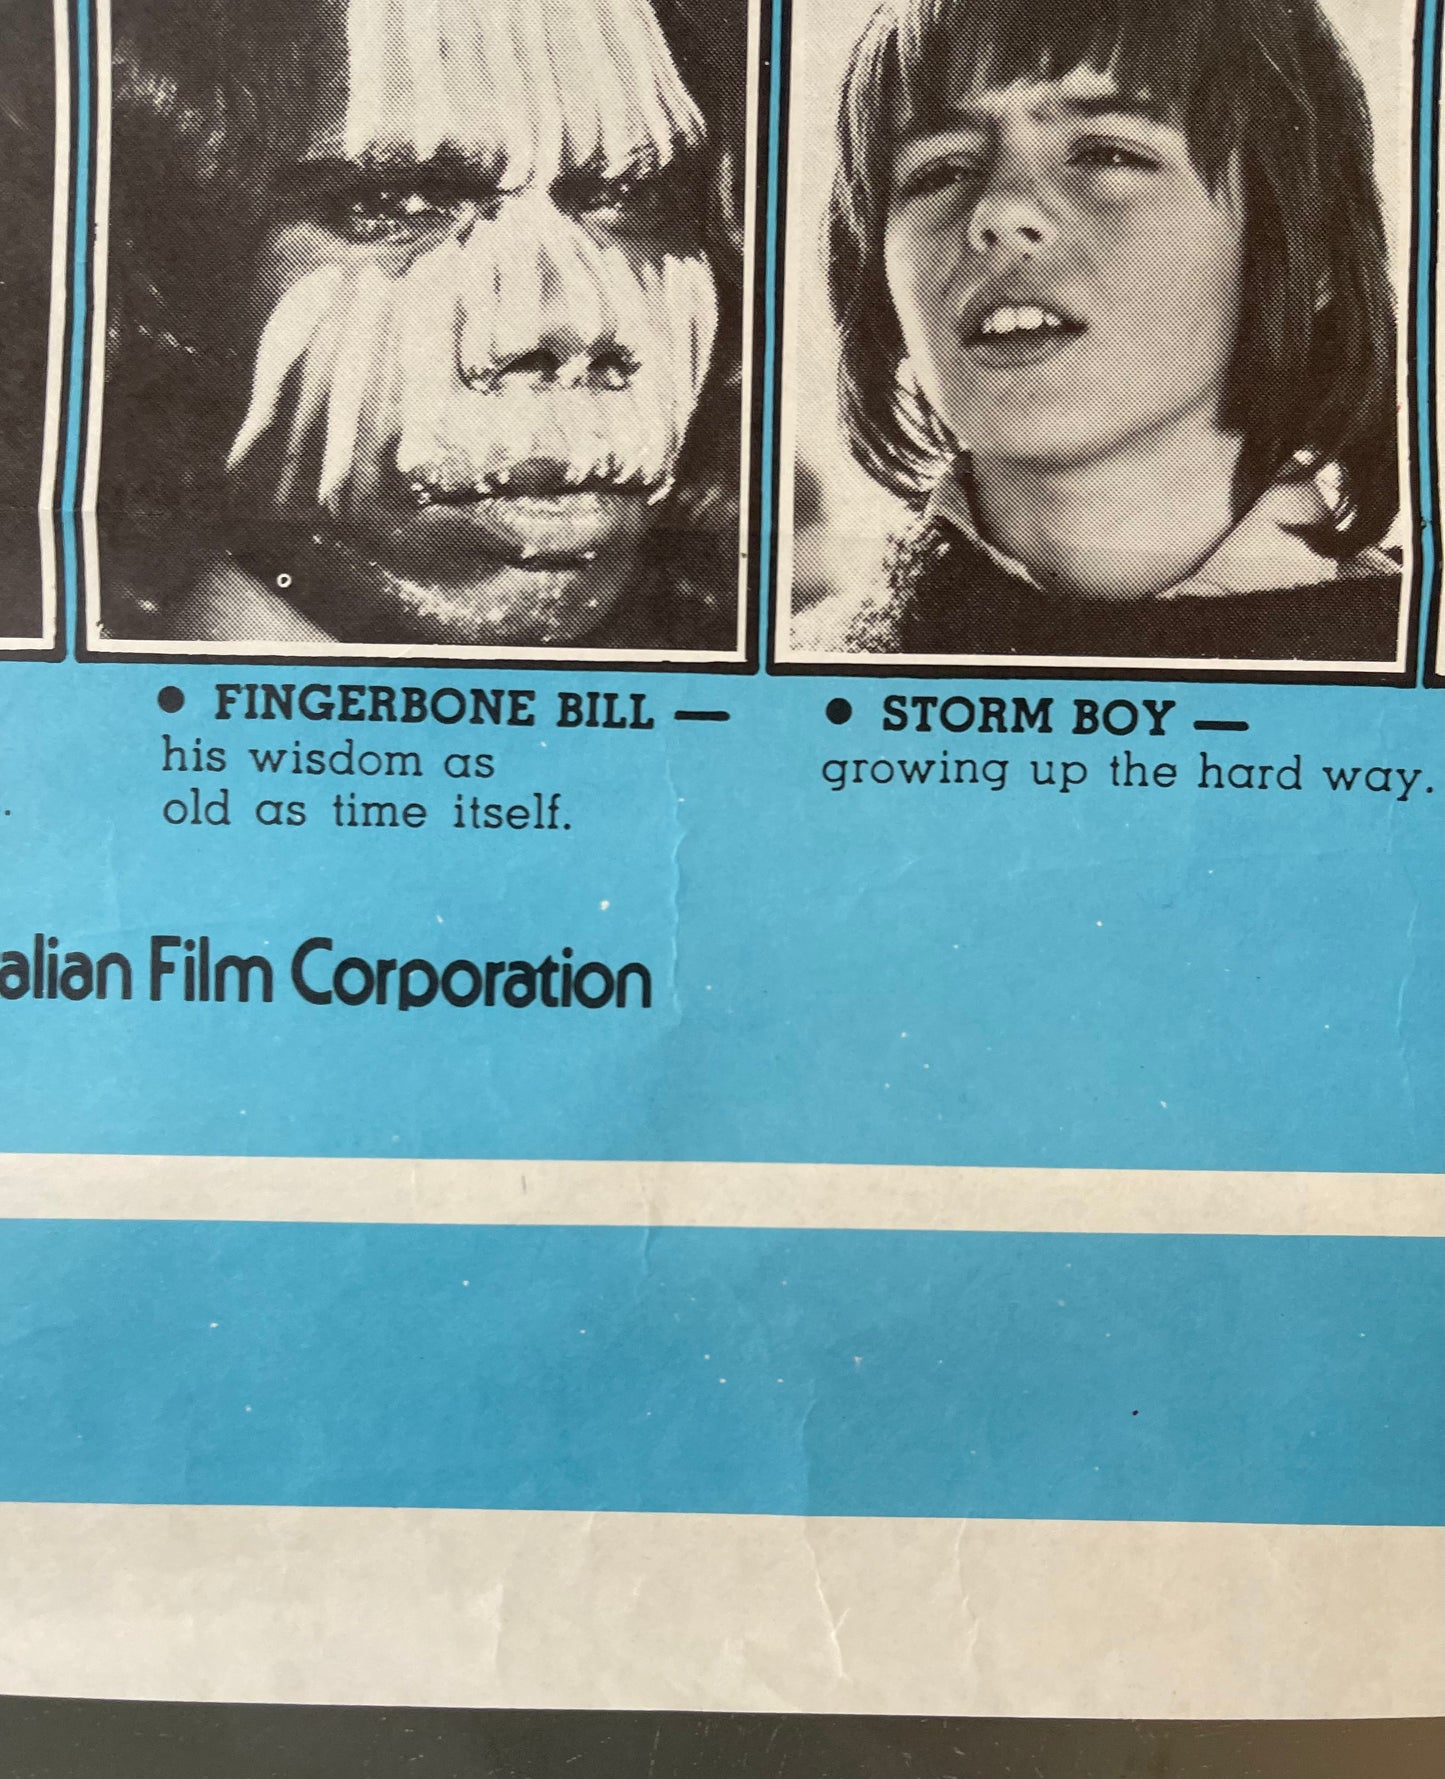 ● FINGERBONE BILL —
his wisdom as
old as time itself.
● STORM BOY —
growing up the hard way.
.
alian Film Corporation